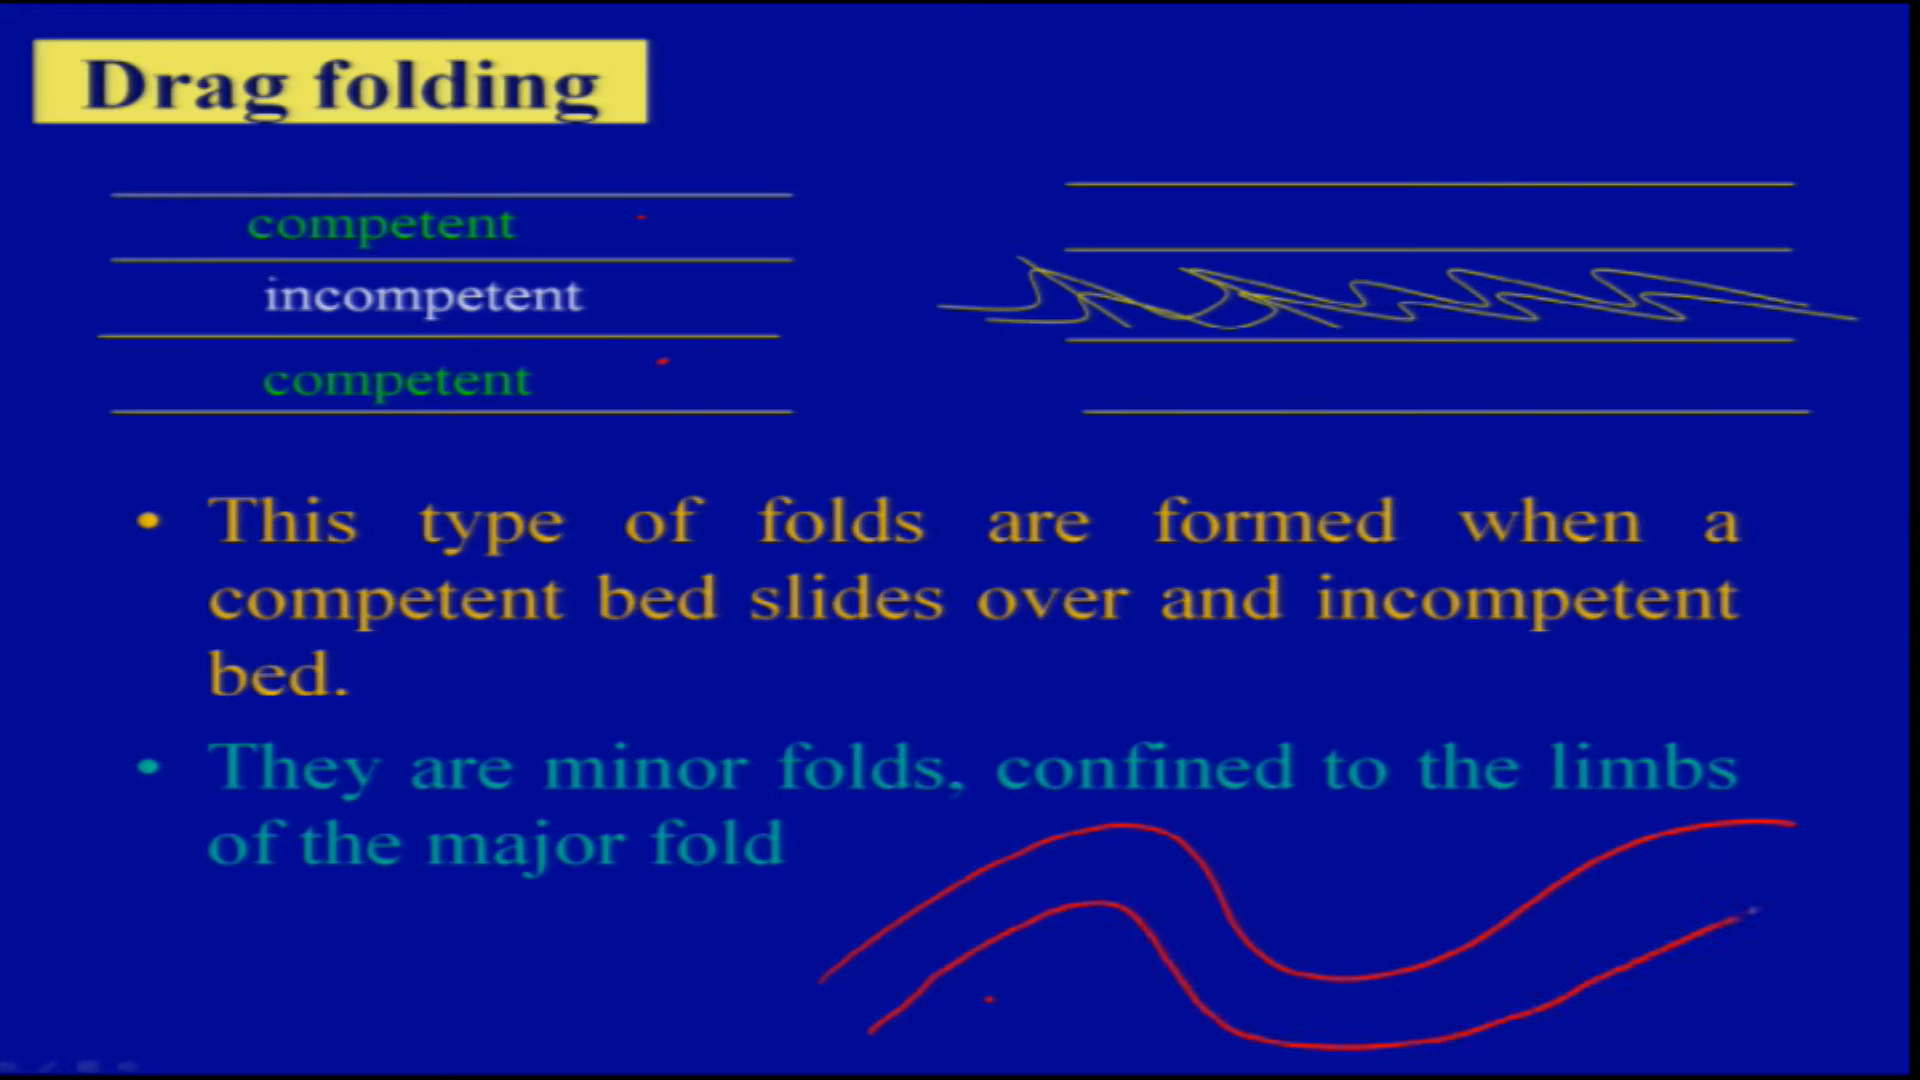 Drag folding
competent
incompetent
competent
• This type of folds are formed when a
competent bed slides over and incompetent
bed.
• They are minor folds, confined to the limbs
of the major fold